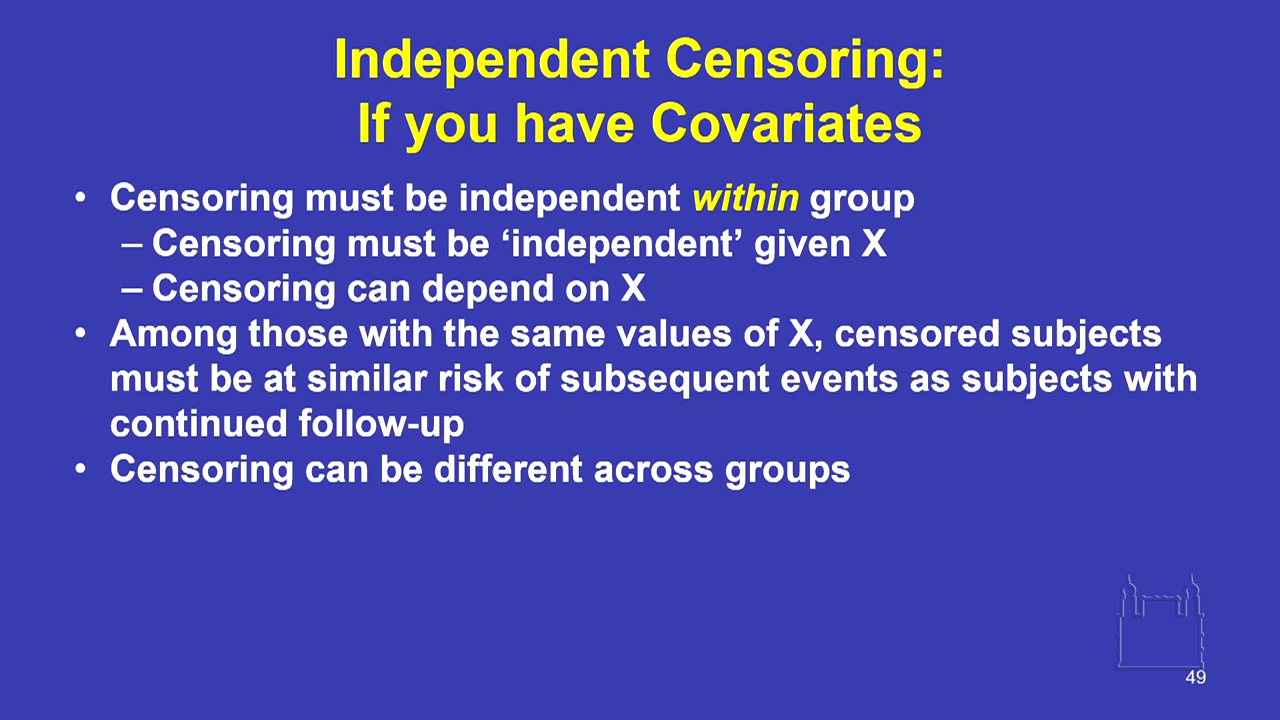 Independent Censoring:
If you have Covariates
• Censoring must be independent within group
– Censoring must be ‘independent’ given X
– Censoring can depend on X
• Among those with the same values of X, censored subjects
must be at similar risk of subsequent events as subjects with
continued follow-up
• Censoring can be different across groups
49